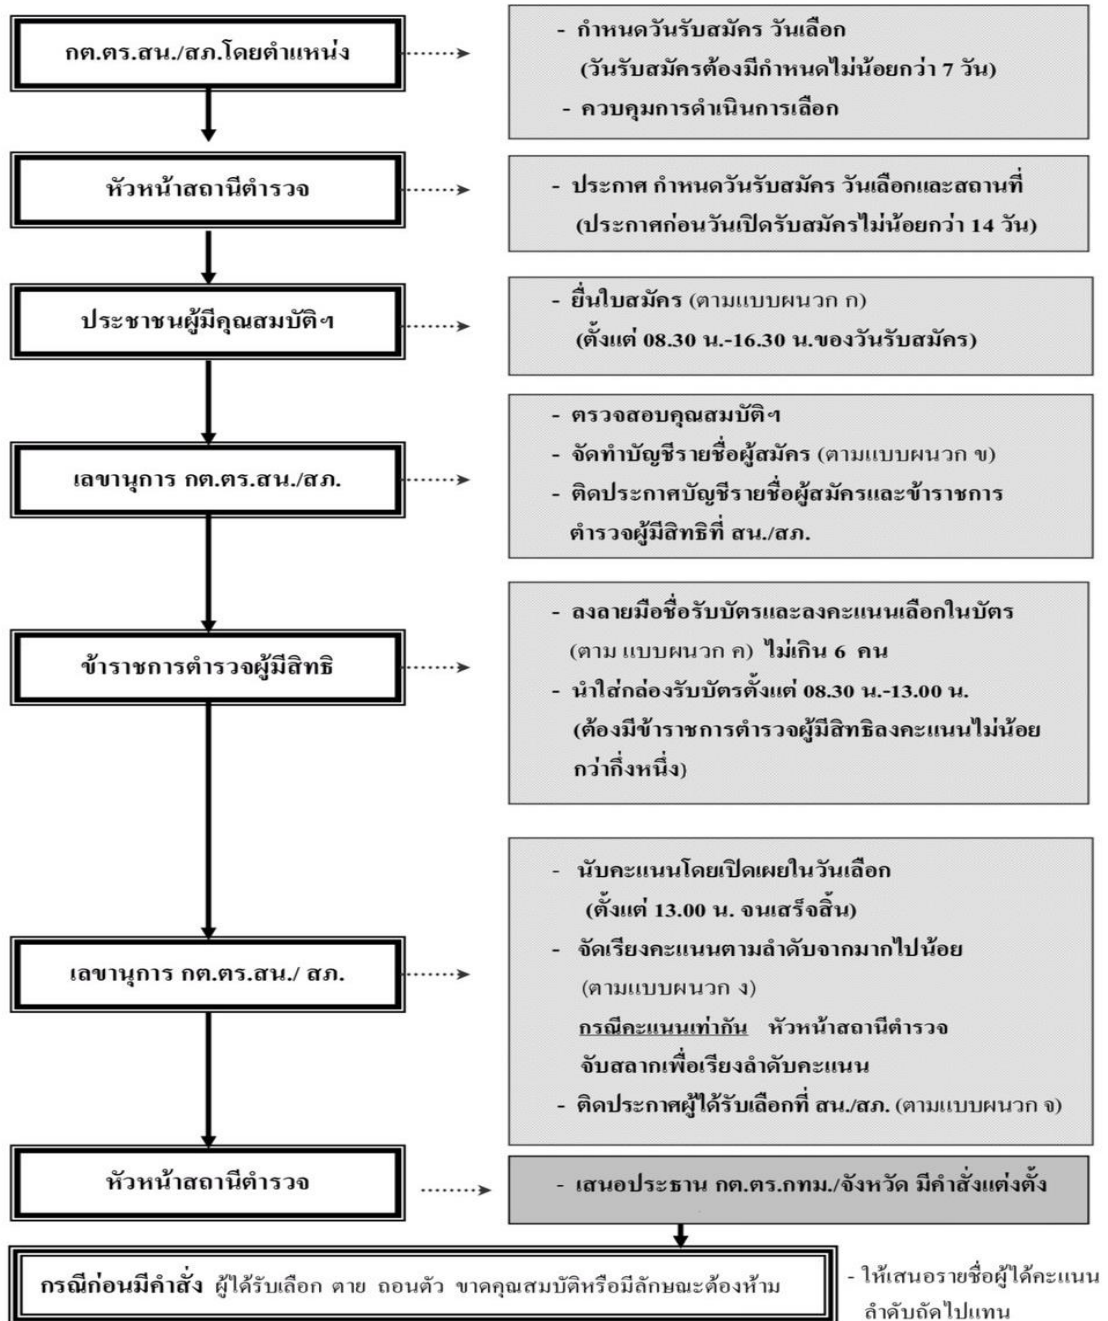 กต.ตร.สน./สภ.โดยตำแหน่ง
- กำหนดวันรับสมัคร วันเลือก
(วันรับสมัครต้องมีกำหนดไม่น้อยกว่า 7 วัน)
- ควบคุมการดำเนินการเลือก
หัวหน้าสถานีตำรวจ
- ประกาศ กำหนดวันรับสมัคร วันเลือกและสถานที่
(ประกาศก่อนวันเปิดรับสมัครไม่น้อยกว่า 14 วัน)
ประชาชนผู้มีคุณสมบัติฯ
- ยื่นใบสมัคร (ตามแบบผนวก ก)
(ตั้งแต่ 08.30 น.-16.30 น.ของวันรับสมัคร)
เลขานุการ กต.ตร.สน./สภ.
- ตรวจสอบคุณสมบัติฯ
- จัดทำบัญชีรายชื่อผู้สมัคร (ตามแบบผนวก ข)
- ติดประกาศบัญชีรายชื่อผู้สมัครและข้าราชการ
ตำรวจผู้มีสิทธิที่ สน./สภ.
ข้าราชการตำรวจผู้มีสิทธิ
- ลงลายมือชื่อรับบัตรและลงคะแนนเลือกในบัตร
(ตาม แบบผนวก ค) ไม่เกิน 6 คน
- นำใส่กล่องรับบัตรตั้งแต่ 08.30 น.-13.00 น.
(ต้องมีข้าราชการตำรวจผู้มีสิทธิลงคะแนนไม่น้อย
กว่ากึ่งหนึ่ง)
เลขานุการ กต.ตร.สน./ สภ.
- นับคะแนนโดยเปิดเผยในวันเลือก
(ตั้งแต่ 13.00 น. จนเสร็จสิ้น)
- จัดเรียงคะแนนตามลำดับจากมากไปน้อย
(ตามแบบผนวก ง)
กรณีคะแนนเท่ากัน หัวหน้าสถานีตำรวจ
จับสลากเพื่อเรียงลำดับคะแนน
- ติดประกาศผู้ได้รับเลือกที่ สน./สภ. (ตามแบบผนวก จ)
หัวหน้าสถานีตำรวจ
- เสนอประธาน กต.ตร.กทม./จังหวัด มีคำสั่งแต่งตั้ง
กรณีก่อนมีคำสั่ง ผู้ได้รับเลือก ตาย ถอนตัว ขาดคุณสมบัติหรือมีลักษณะต้องห้าม
- ให้เสนอรายชื่อผู้ได้คะแนน
ลำดับถัดไปแทน